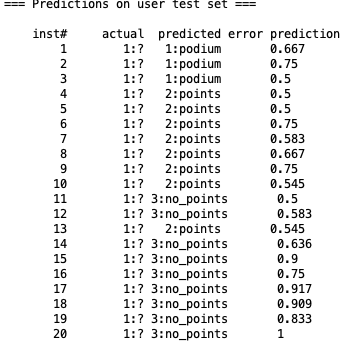 === Predictions on user test set ===
inst# actual predicted error prediction
1 1:? 1:podium 0.667
2 1:? 1:podium 0.75
3 1:? 1:podium 0.5
4 1:? 2:points 0.5
5 1:? 2:points 0.5
6 1:? 2:points 0.75
7 1:? 2:points 0.583
8 1:? 2:points 0.667
9 1:? 2:points 0.75
10 1:? 2:points 0.545
11 1:? 3:no_points 0.5
12 1:? 3:no_points 0.583
13 1:? 2:points 0.545
14 1:? 3:no_points 0.636
15 1:? 3:no_points 0.9
16 1:? 3:no_points 0.75
17 1:? 3:no_points 0.917
18 1:? 3:no_points 0.909
19 1:? 3:no_points 0.833
20 1:? 3:no_points 1